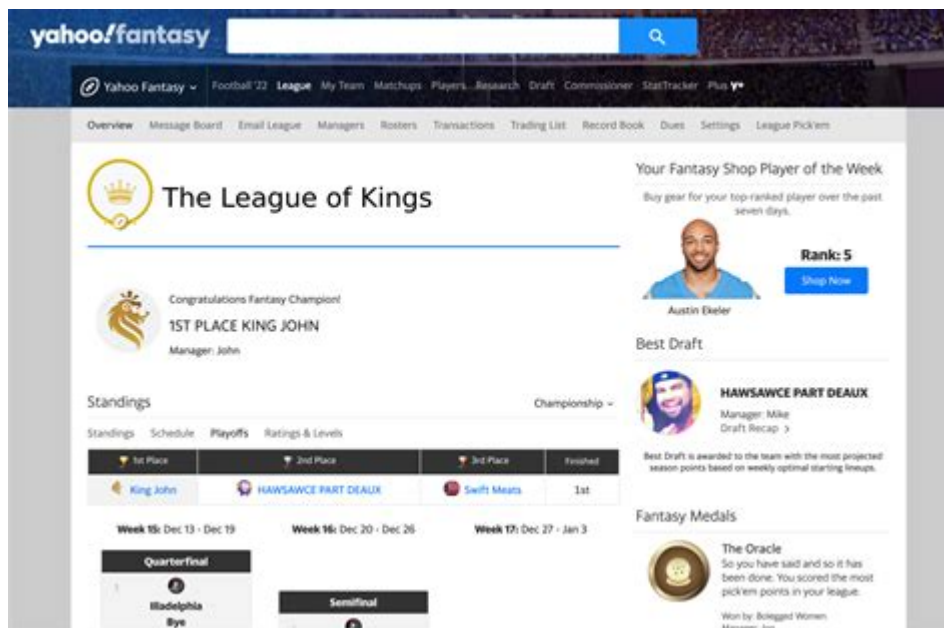 yahoo!fantasy
Yahoo Fantasy Football '22 League My Team Matchups Players Research Draft Commissioner StatTracker Plus Y+
Overview Message Board Email League Managers Rosters Transactions Trading List Record Book Dues Settings League Pick'em
The League of Kings
Congratulations Fantasy Champion!
1ST PLACE KING JOHN
Manager: John
Standings
Championship
Standings Schedule Playoffs Ratings & Levels
1st Place 2nd Place 3rd Place Finished
King John HAWSAWCE PART DEAUX Swift Meats 1st
Week 15: Dec 13 - Dec 19 Week 16: Dec 20 - Dec 26 Week 17: Dec 27 - Jan 3
Quarterfinal
Illadelphia
Bye
Semifinal
Your Fantasy Shop Player of the Week
Buy gear for your top-ranked player over the past
seven days.
Rank: 5
Shop Now
Austin Ekeler
Best Draft
HAWSAWCE PART DEAUX
Manager: Mike
Draft Recap >
Best Draft is awarded to the team with the most projected
season points based on weekly optimal starting lineups.
Fantasy Medals
The Oracle
So you have said and so it has
been done. You scored the most
pick'em points in your league.
Won by: Bolegged Women